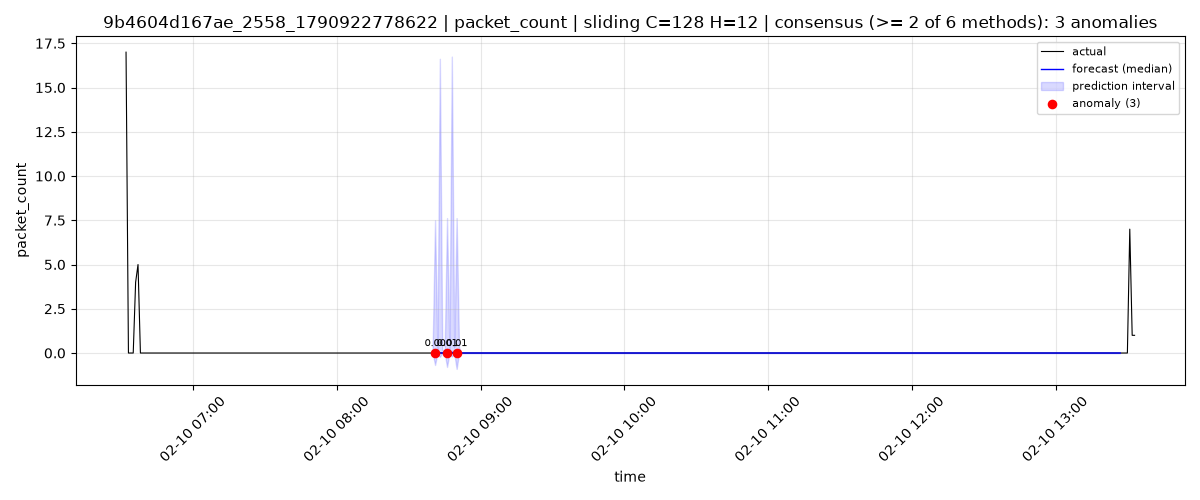 9b4604d167ae_2558_1790922778622 | packet_count | sliding C=128 H=12 | consensus (>= 2 of 6 methods): 3 anomalies
17.5
15.0
12.5
10.0
7.5
5.0
2.5
0.0
packet_count
actual
forecast (median)
prediction interval
anomaly (3)
02-10 07:00
02-10 08:00
02-10 09:00
02-10 10:00
02-10 11:00
02-10 12:00
02-10 13:00
time